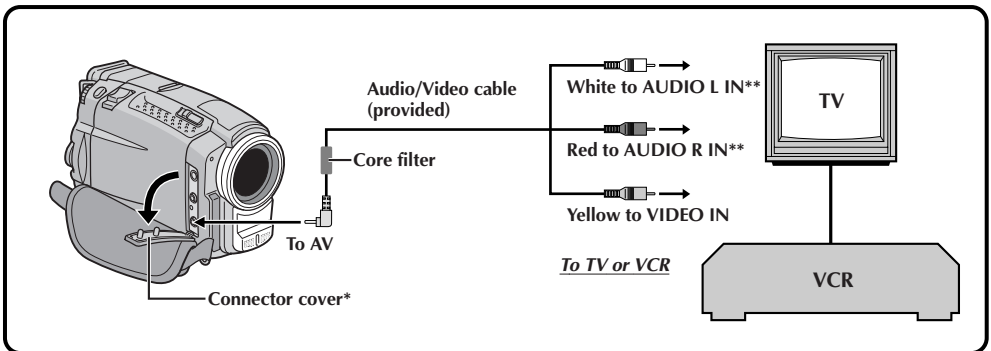 Audio/Video cable
(provided)
Core filter
To AV
Connector cover*
White to AUDIO L IN**
Red to AUDIO R IN**
Yellow to VIDEO IN
To TV or VCR
TV
VCR